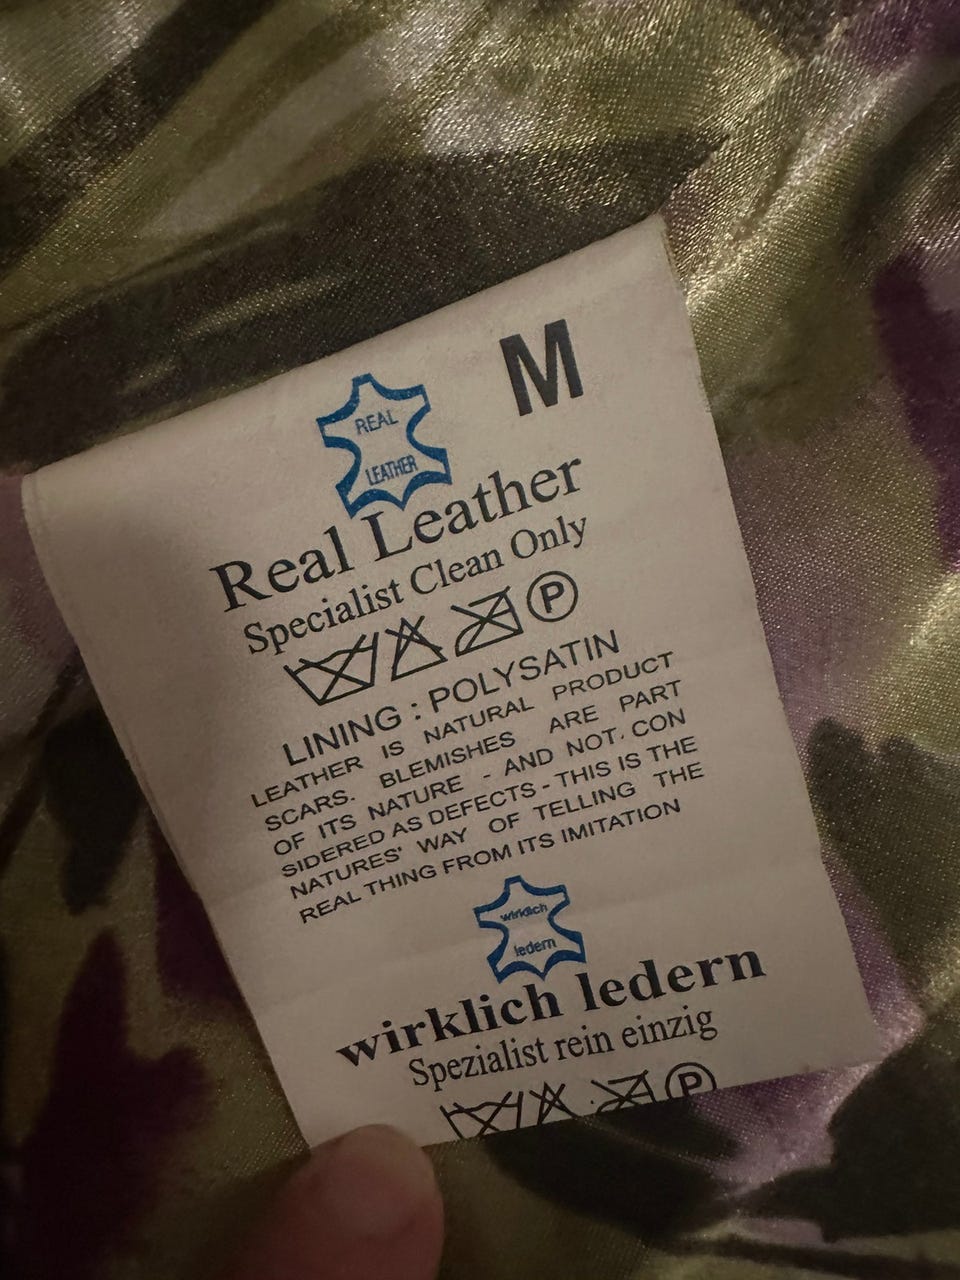 M
REAL
LEATHER
Real Leather
Specialist Clean Only
P
LINING : POLYSATIN
LEATHER IS NATURAL PRODUCT
SCARS. BLEMISHES ARE PART
OF ITS NATURE - AND NOT. CON
SIDERED AS DEFECTS - THIS IS THE
NATURES' WAY OF TELLING THE
REAL THING FROM ITS IMITATION
wirklich
ledern
wirklich ledern
Spezialist rein einzig
P